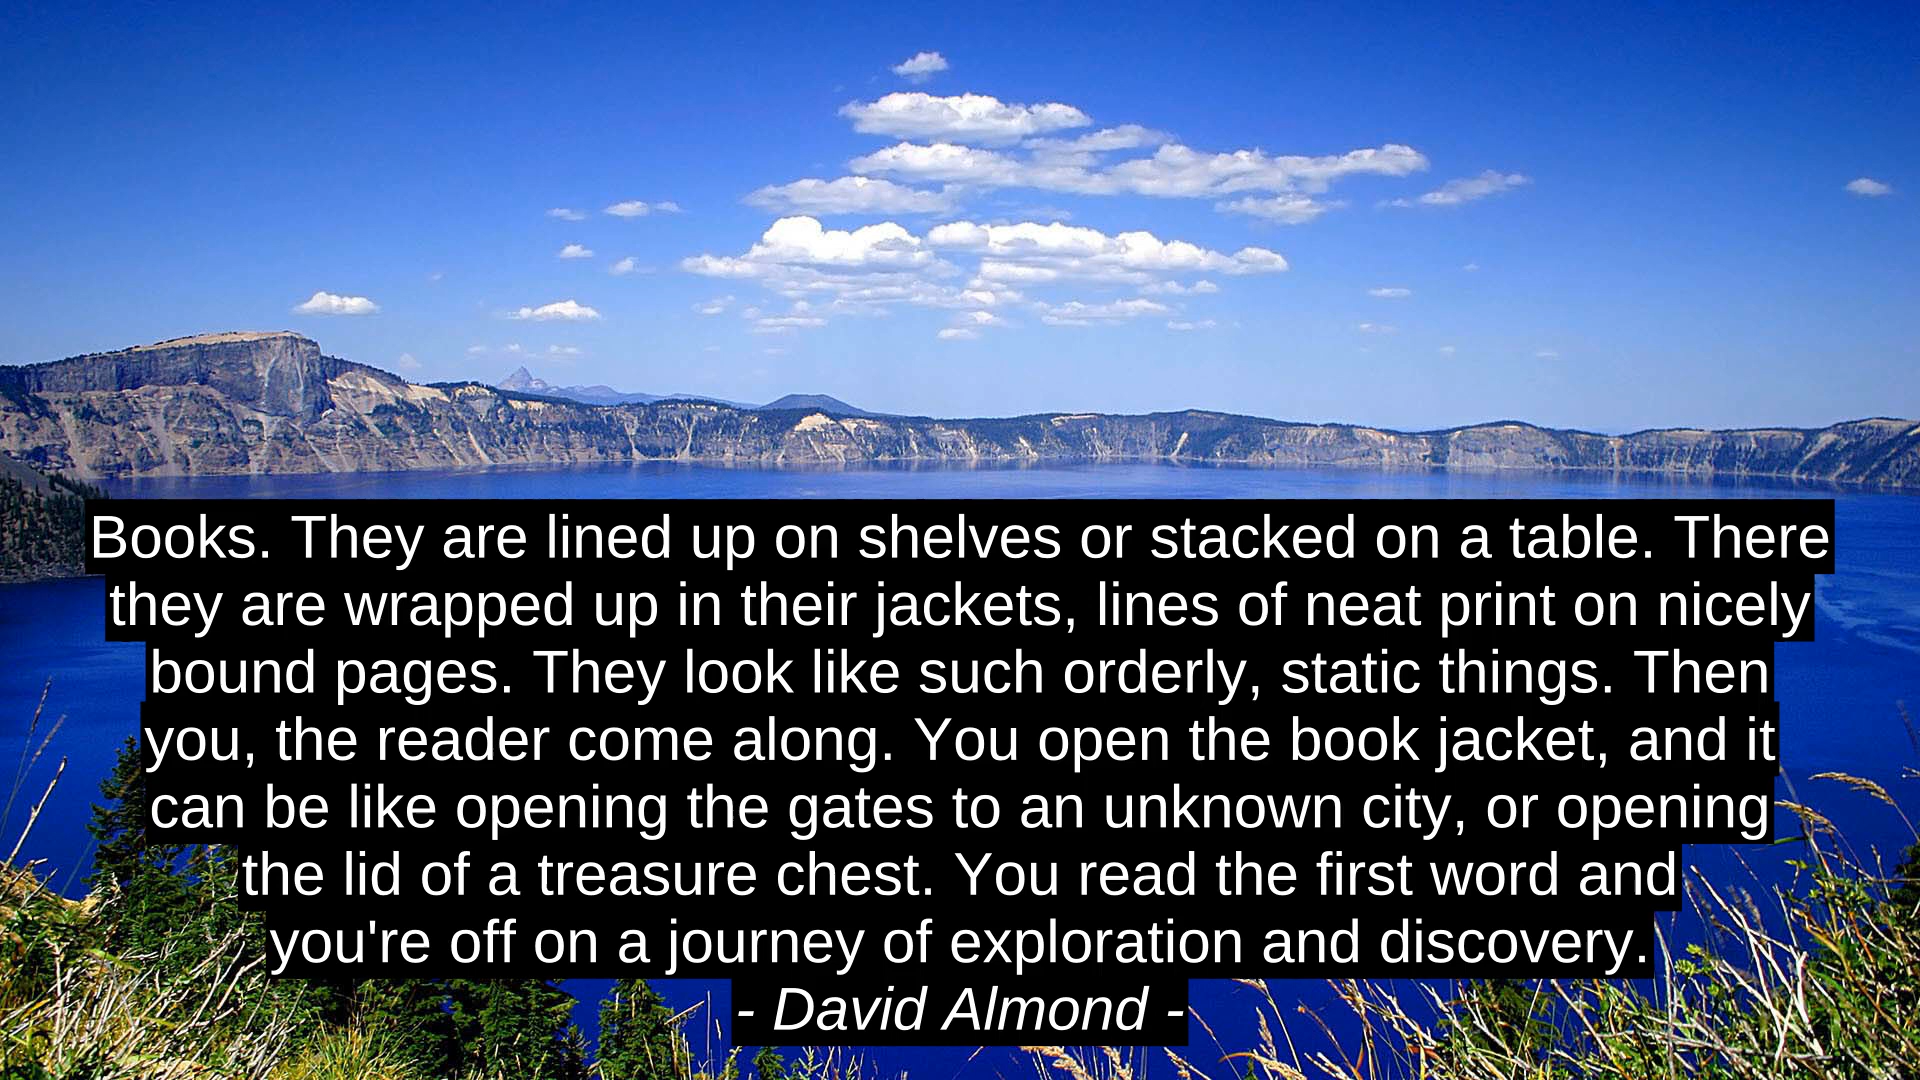 Books. They are lined up on shelves or stacked on a table. There
they are wrapped up in their jackets, lines of neat print on nicely
bound pages. They look like such orderly, static things. Then
you, the reader come along. You open the book jacket, and it
can be like opening the gates to an unknown city, or opening
the lid of a treasure chest. You read the first word and
you're off on a journey of exploration and discovery.
- David Almond -